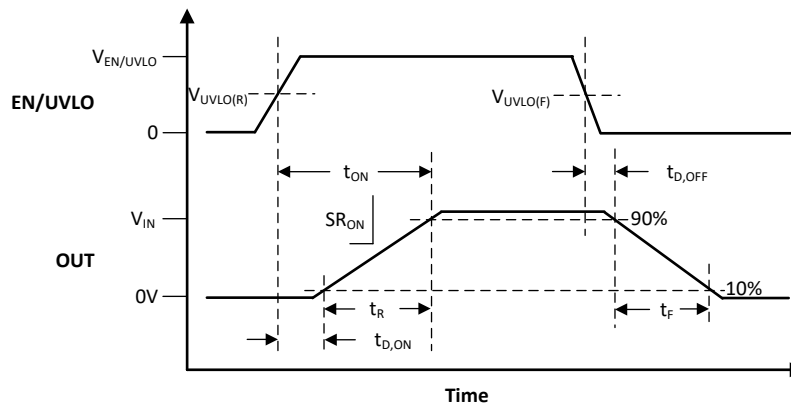 V_EN/UVLO
V_UVLO(R)
V_UVLO(F)
EN/UVLO
0
t_ON
t_D,OFF
V_IN
SR_ON
90%
OUT
0V
10%
t_R
t_F
t_D,ON
Time